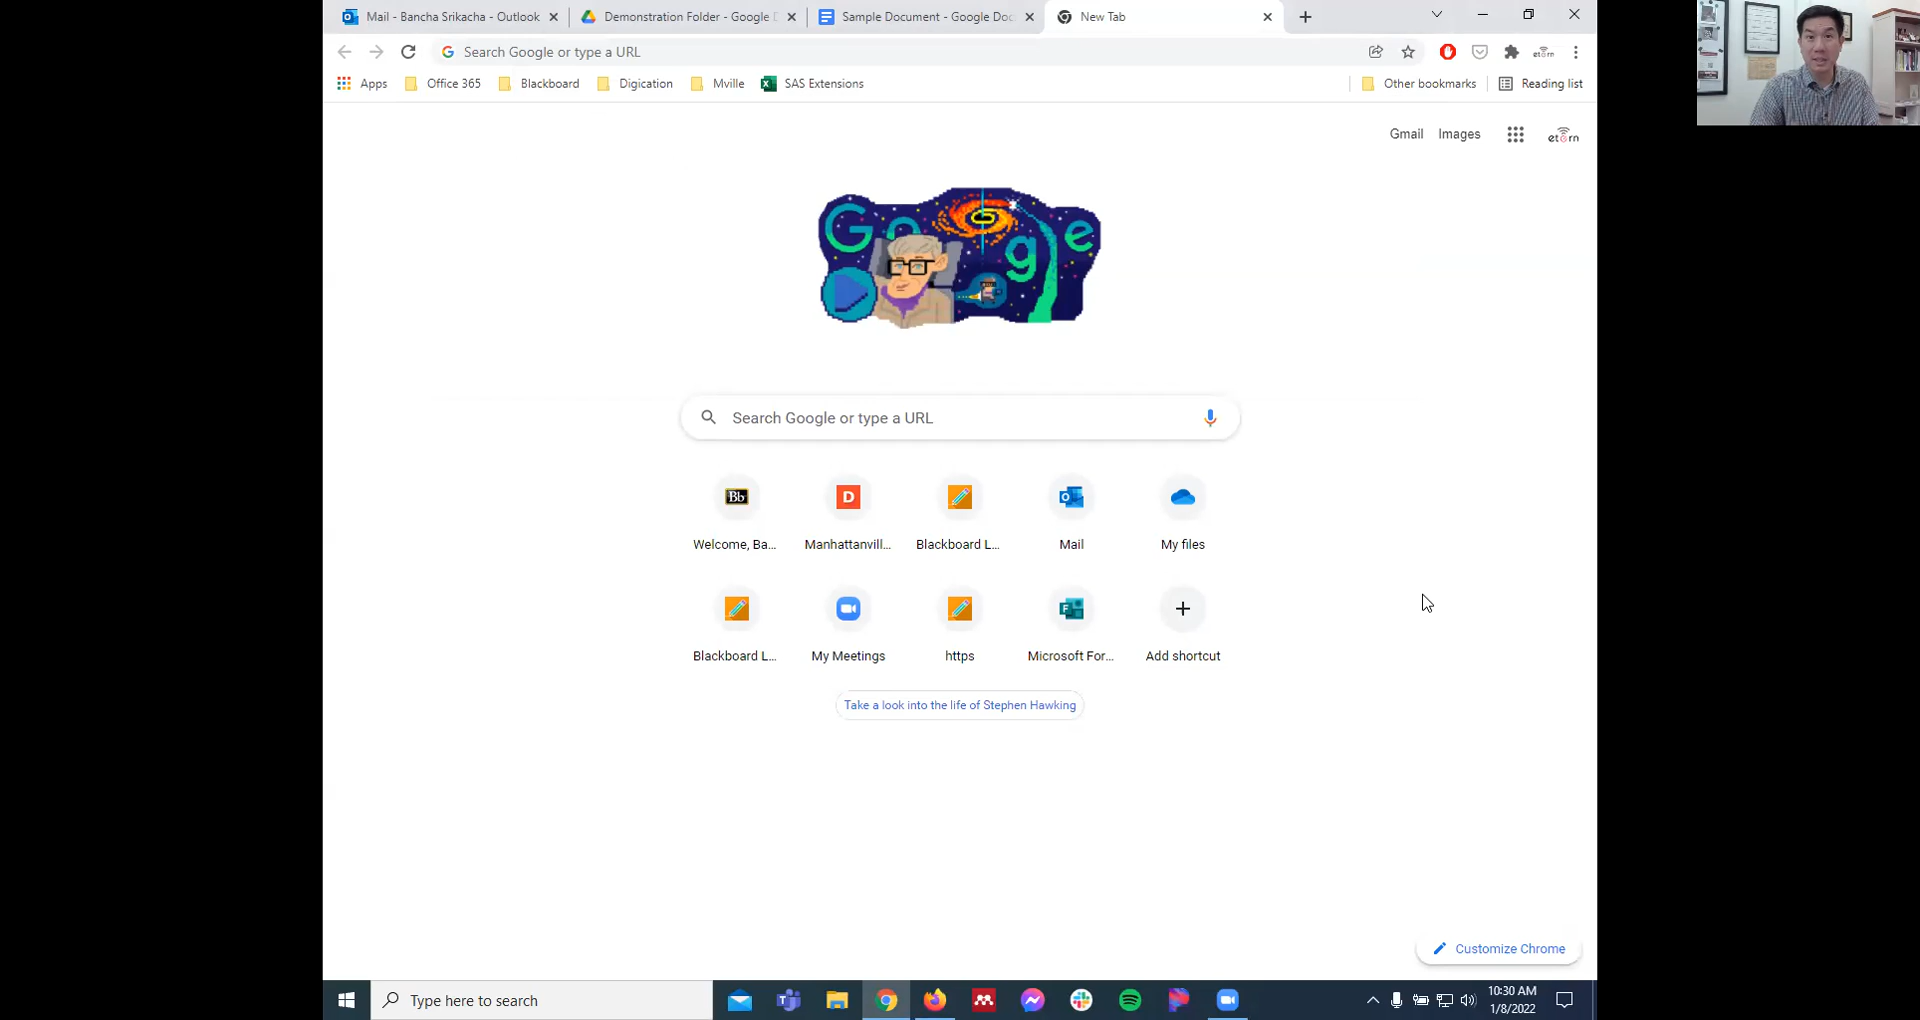 Mail - Bancha Srikacha - Outlook
Demonstration Folder - Google D
Sample Document - Google Doc
New Tab
Search Google or type a URL
Apps
Office 365
Blackboard
Digication
Mville
SAS Extensions
Other bookmarks
Reading list
Gmail
Images
etorn
Google
Search Google or type a URL
Bb
D
Welcome, Ba...
Manhattanvill...
Blackboard L...
Mail
My files
Blackboard L...
My Meetings
https
Microsoft For...
Add shortcut
Take a look into the life of Stephen Hawking
Customize Chrome
Type here to search
10:30 AM
1/8/2022